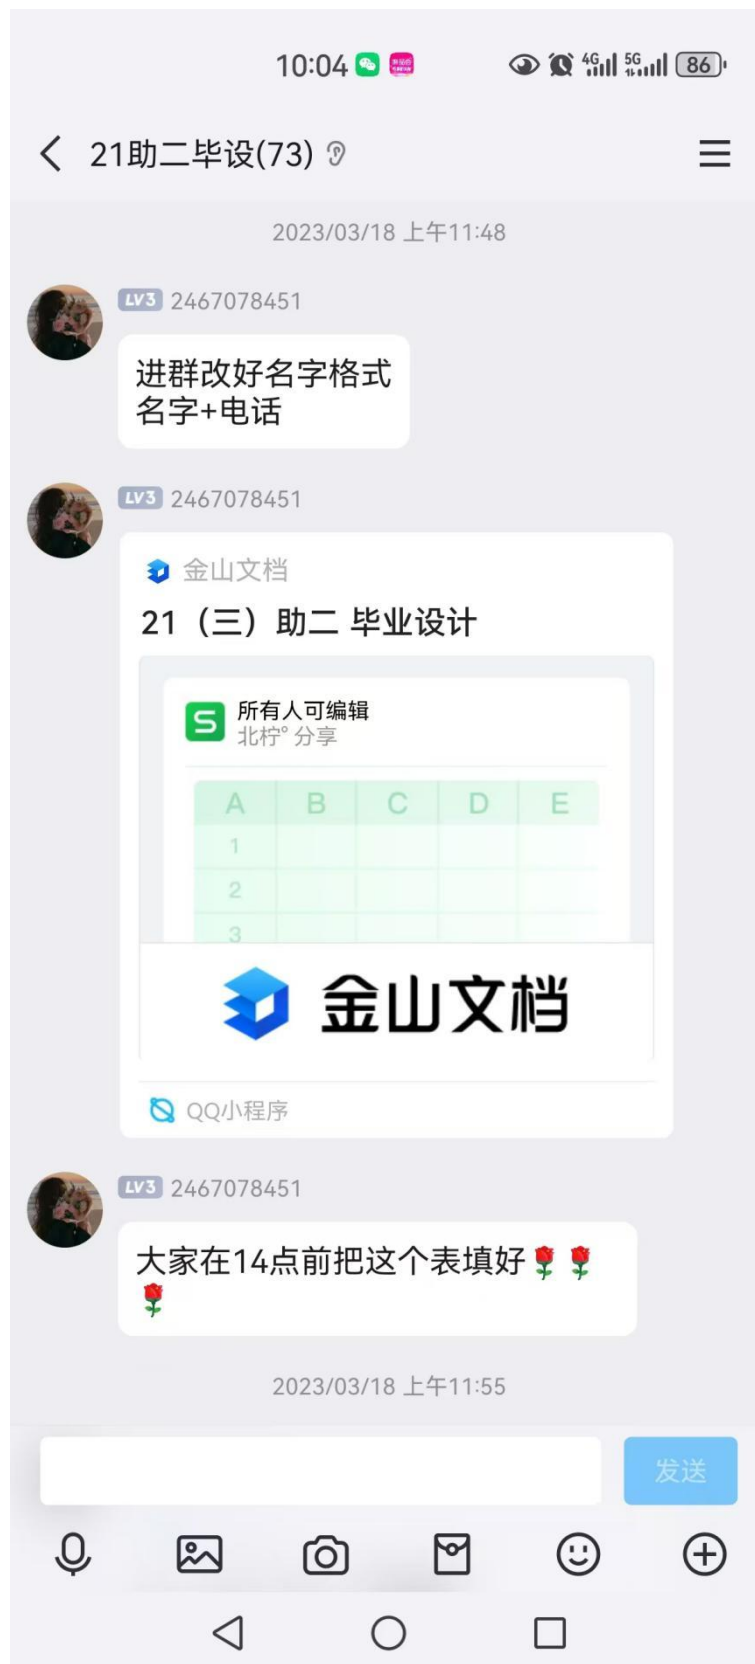 10:04
4G 5G 86
21助二毕设(73)
2023/03/18 上午11:48
LV3 2467078451
进群改好名字格式
名字+电话
LV3 2467078451
金山文档
21（三）助二 毕业设计
所有人可编辑
北柠° 分享
A B C D E
1
2
3
金山文档
QQ小程序
LV3 2467078451
大家在14点前把这个表填好🌹🌹
🌹
2023/03/18 上午11:55
发送